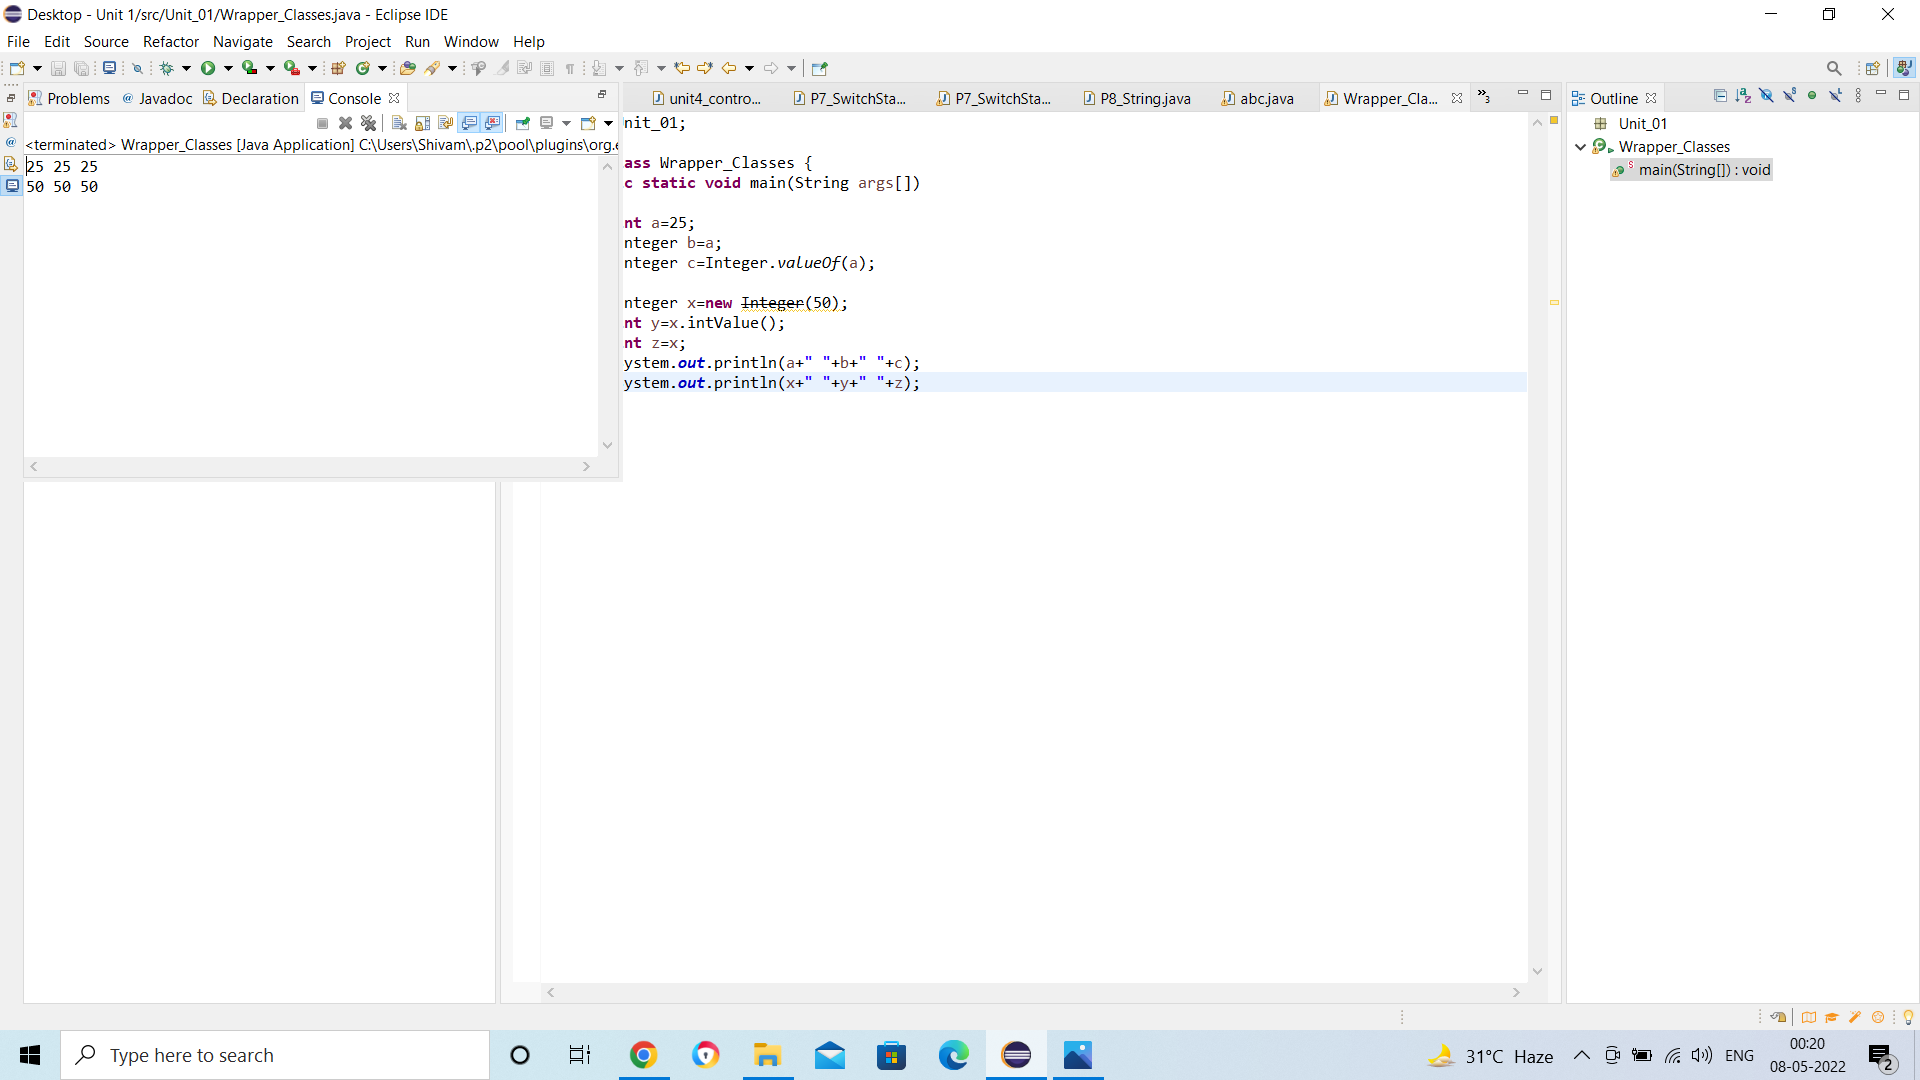 Desktop - Unit 1/src/Unit_01/Wrapper_Classes.java - Eclipse IDE
File Edit Source Refactor Navigate Search Project Run Window Help
Problems @ Javadoc Declaration Console
unit4_contro... P7_SwitchSta... P7_SwitchSta... P8_String.java abc.java Wrapper_Cla... »3
Outline
<terminated> Wrapper_Classes [Java Application] C:\Users\Shivam\.p2\pool\plugins\org.e
25 25 25
50 50 50
nit_01;
ass Wrapper_Classes {
c static void main(String args[])
nt a=25;
nteger b=a;
nteger c=Integer.valueOf(a);
nteger x=new Integer(50);
nt y=x.intValue();
nt z=x;
ystem.out.println(a+" "+b+" "+c);
ystem.out.println(x+" "+y+" "+z);
Unit_01
Wrapper_Classes
main(String[]) : void
Type here to search
31°C Haze
ENG
00:20
08-05-2022
2